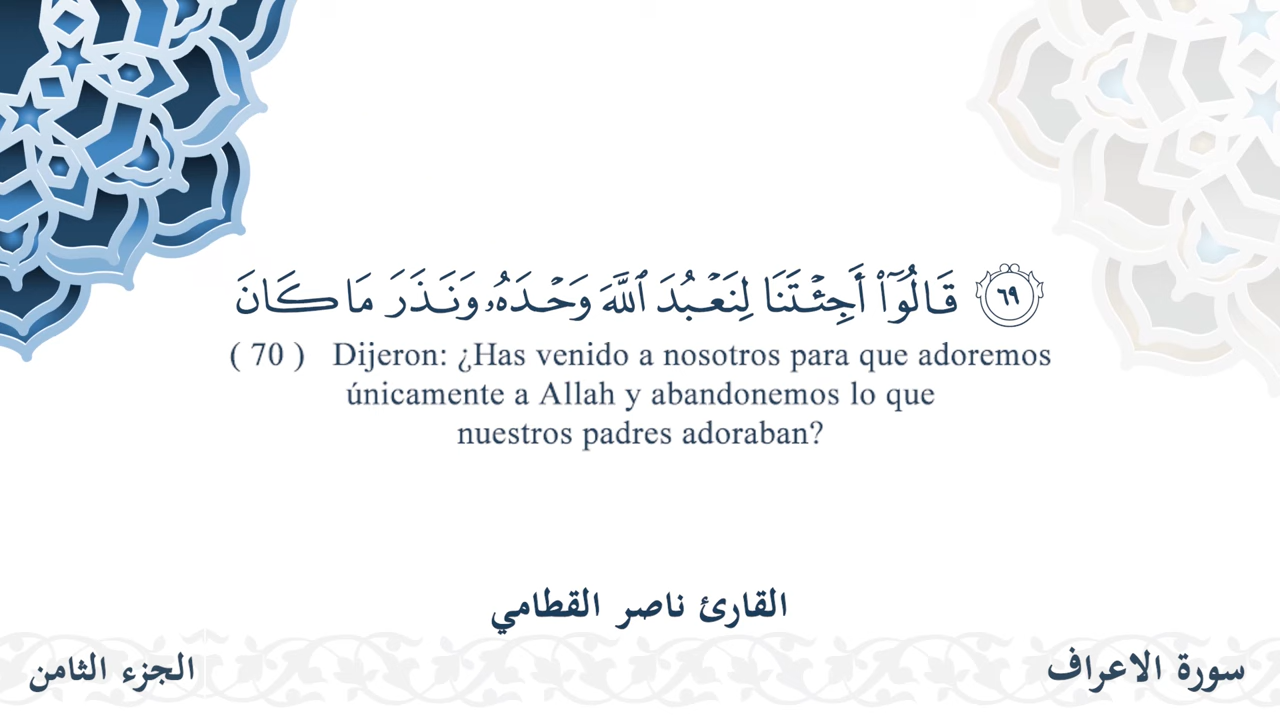 ٦٩ قَالُوٓا۟ أَجِئْتَنَا لِنَعْبُدَ ٱللَّهَ وَحْدَهُۥ وَنَذَرَ مَا كَانَ
( 70 ) Dijeron: ¿Has venido a nosotros para que adoremos
únicamente a Allah y abandonemos lo que
nuestros padres adoraban?
القارئ ناصر القطامي
سورة الاعراف
الجزء الثامن